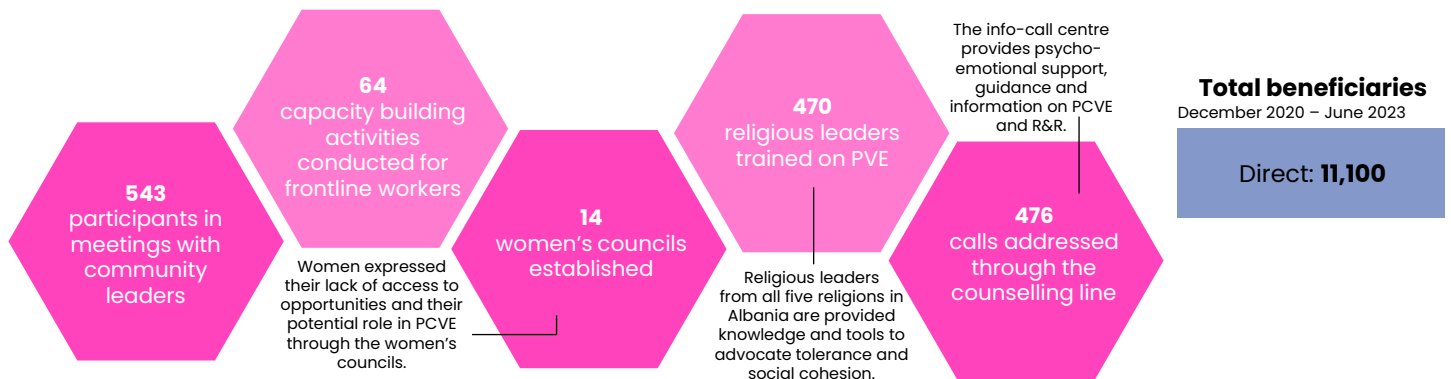 543
participants in
meetings with
community
leaders
64
capacity building
activities
conducted for
frontline workers
Women expressed
their lack of access to
opportunities and their
potential role in PCVE
through the women's
councils.
14
women's councils
established
470
religious leaders
trained on PVE
Religious leaders
from all five religions in
Albania are provided
knowledge and tools to
advocate tolerance and
social cohesion.
The info-call centre
provides psycho-
emotional support,
guidance and
information on PCVE
and R&R.
476
calls addressed
through the
counselling line
Total beneficiaries
December 2020 – June 2023
Direct: 11,100